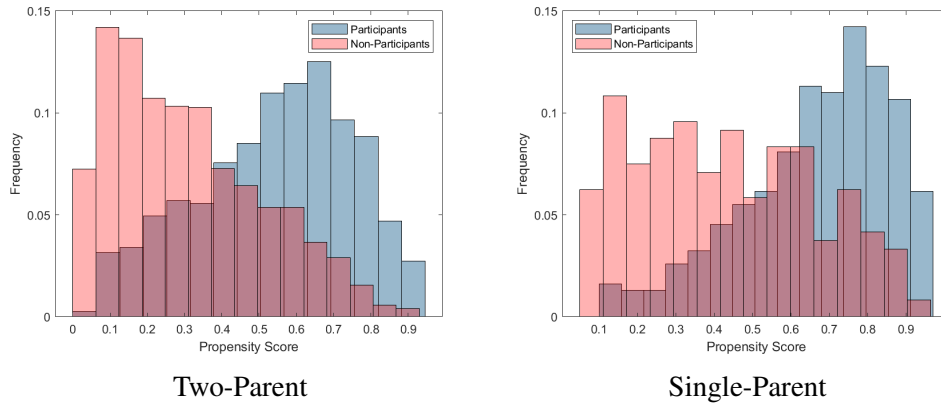 0.15
0.1
0.05
0
Frequency
Participants
Non-Participants
0 0.1 0.2 0.3 0.4 0.5 0.6 0.7 0.8 0.9
Propensity Score
Two-Parent
0.15
0.1
0.05
0
Frequency
Participants
Non-Participants
0.1 0.2 0.3 0.4 0.5 0.6 0.7 0.8 0.9
Propensity Score
Single-Parent